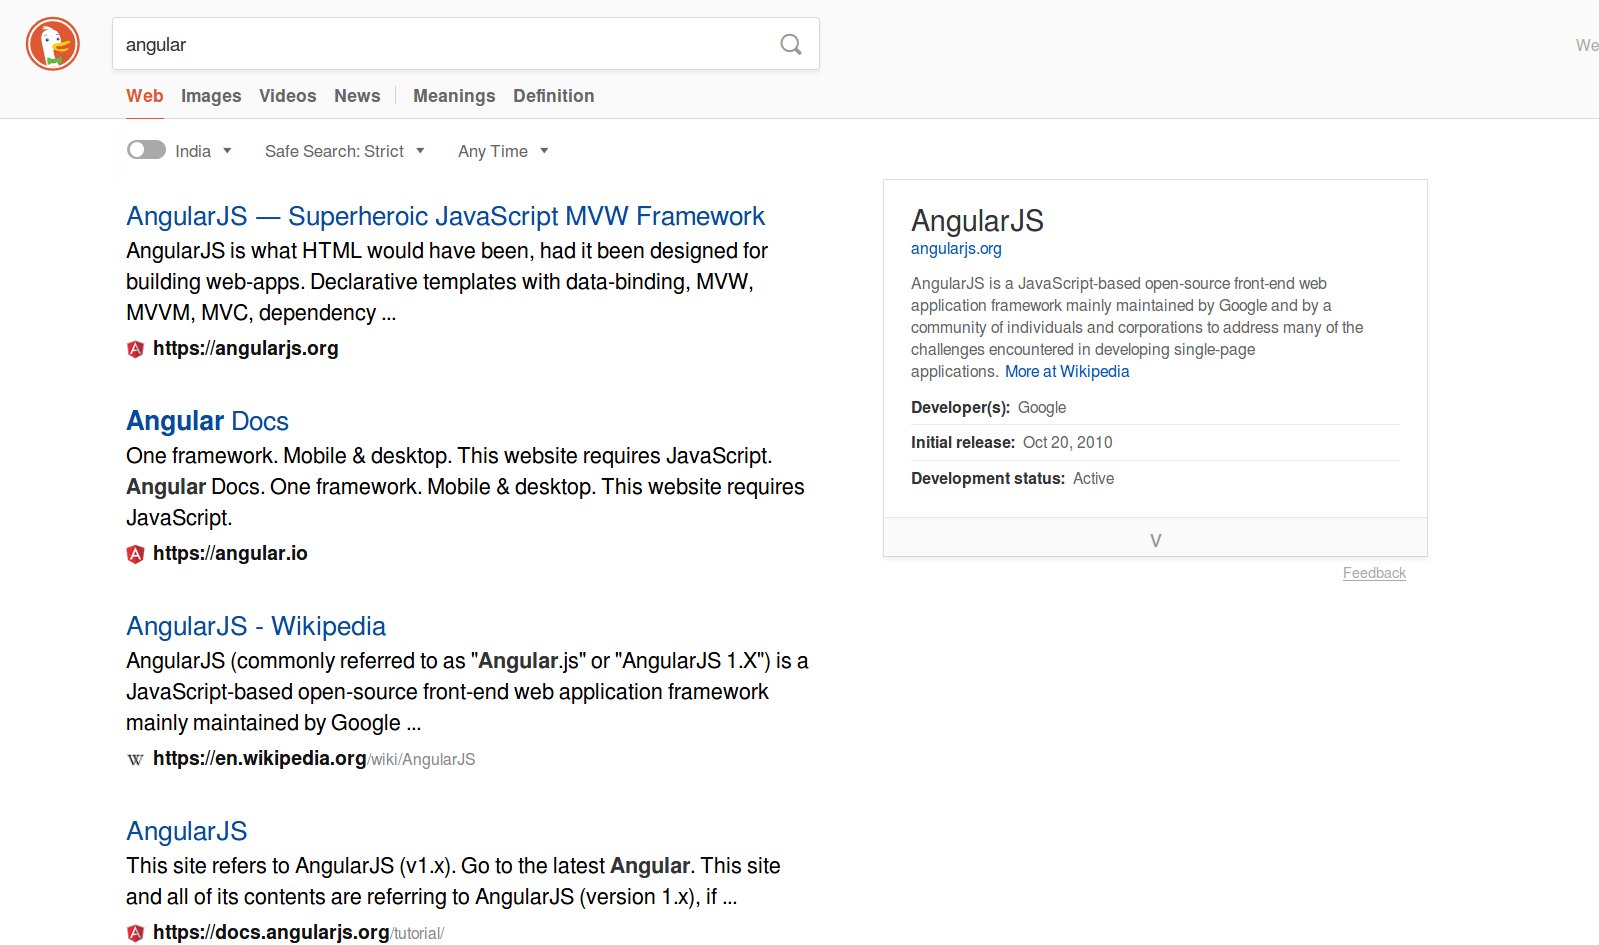 angular
We
Web Images Videos News Meanings Definition
India Safe Search: Strict Any Time
AngularJS — Superheroic JavaScript MVW Framework
AngularJS is what HTML would have been, had it been designed for
building web-apps. Declarative templates with data-binding, MVW,
MVVM, MVC, dependency ...
https://angularjs.org
Angular Docs
One framework. Mobile & desktop. This website requires JavaScript.
Angular Docs. One framework. Mobile & desktop. This website requires
JavaScript.
https://angular.io
AngularJS - Wikipedia
AngularJS (commonly referred to as "Angular.js" or "AngularJS 1.X") is a
JavaScript-based open-source front-end web application framework
mainly maintained by Google ...
W https://en.wikipedia.org/wiki/AngularJS
AngularJS
This site refers to AngularJS (v1.x). Go to the latest Angular. This site
and all of its contents are referring to AngularJS (version 1.x), if ...
https://docs.angularjs.org/tutorial/
AngularJS
angularjs.org
AngularJS is a JavaScript-based open-source front-end web
application framework mainly maintained by Google and by a
community of individuals and corporations to address many of the
challenges encountered in developing single-page
applications. More at Wikipedia
Developer(s): Google
Initial release: Oct 20, 2010
Development status: Active
Feedback